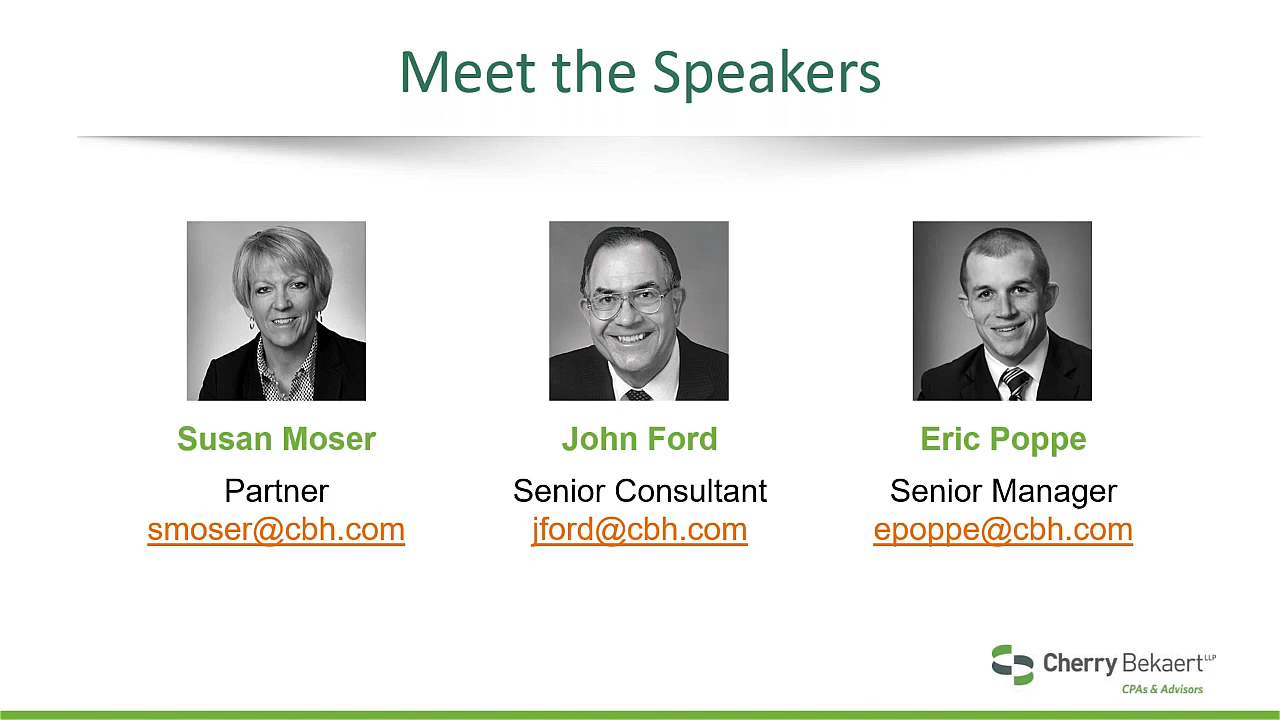 Meet the Speakers
Susan Moser
Partner
smoser@cbh.com
John Ford
Senior Consultant
jford@cbh.com
Eric Poppe
Senior Manager
epoppe@cbh.com
Cherry Bekaert LLP
CPAs & Advisors